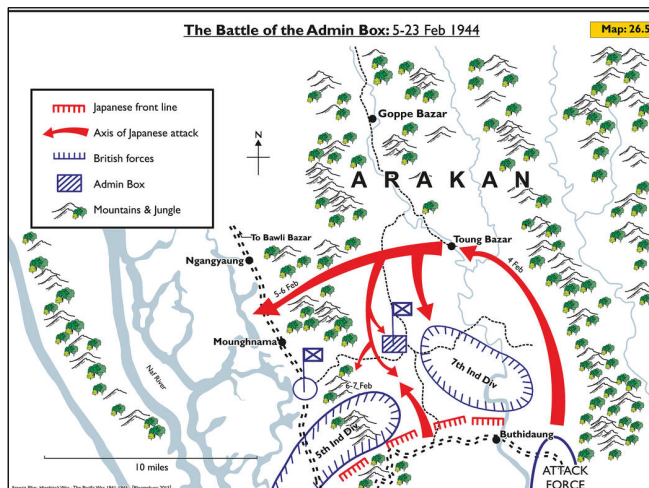 The Battle of the Admin Box: 5-23 Feb 1944
Map: 26.5
Japanese front line
Axis of Japanese attack
British forces
Admin Box
Mountains & Jungle
N
Goppe Bazar
ARAKAN
To Bawli Bazar
Ngangyaung
Toung Bazar
4 Feb
5-6 Feb
Mounghnama
Naf River
7th Ind Div
6-7 Feb
5th Ind Div
Buthidaung
10 miles
ATTACK
FORCE